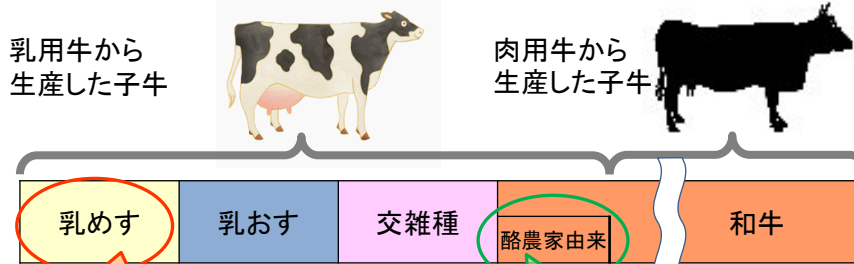 乳用牛から
生産した子牛
肉用牛から
生産した子牛
乳めす
乳おす
交雑種
酪農家由来
和牛